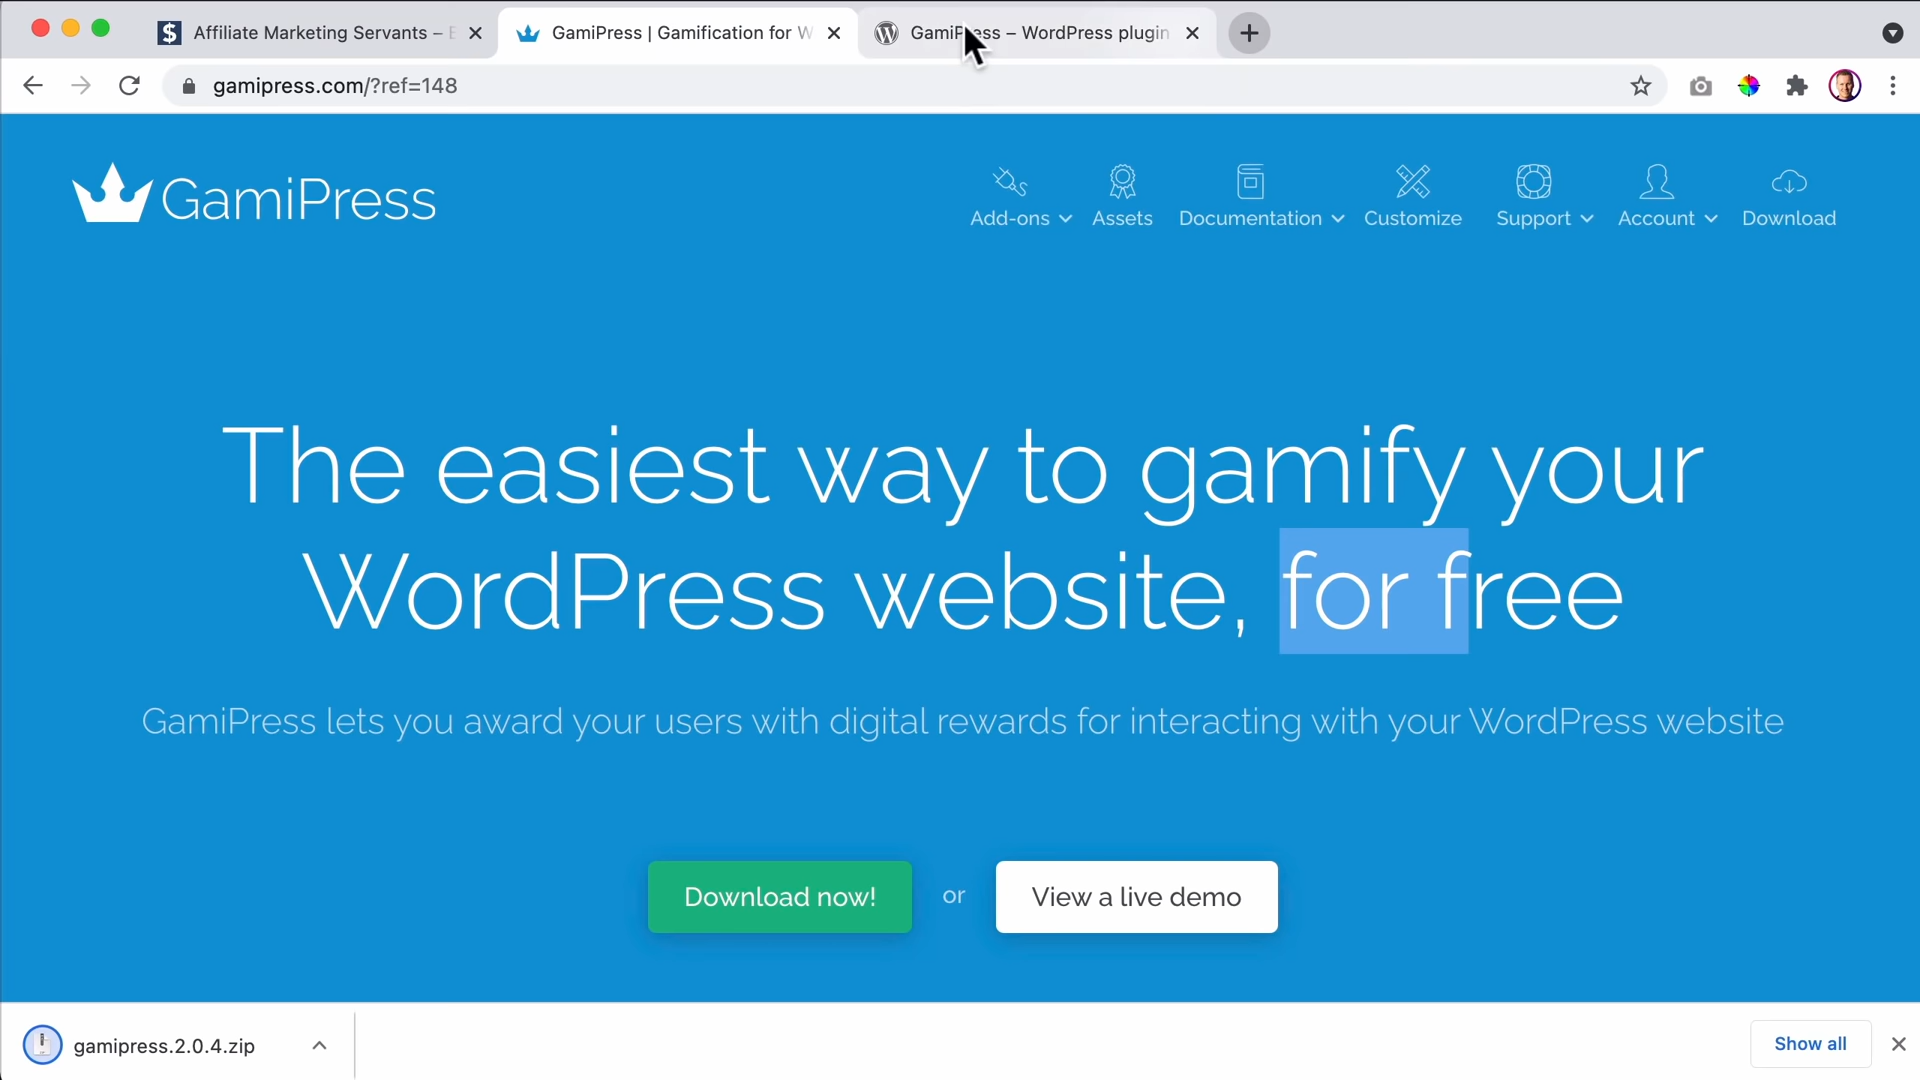 Affiliate Marketing Servants –
GamiPress | Gamification for W
GamiPress – WordPress plugin
gamipress.com/?ref=148
GamiPress
Add-ons
Assets
Documentation
Customize
Support
Account
Download
The easiest way to gamify your
WordPress website, for free
GamiPress lets you award your users with digital rewards for interacting with your WordPress website
Download now!
or
View a live demo
gamipress.2.0.4.zip
Show all